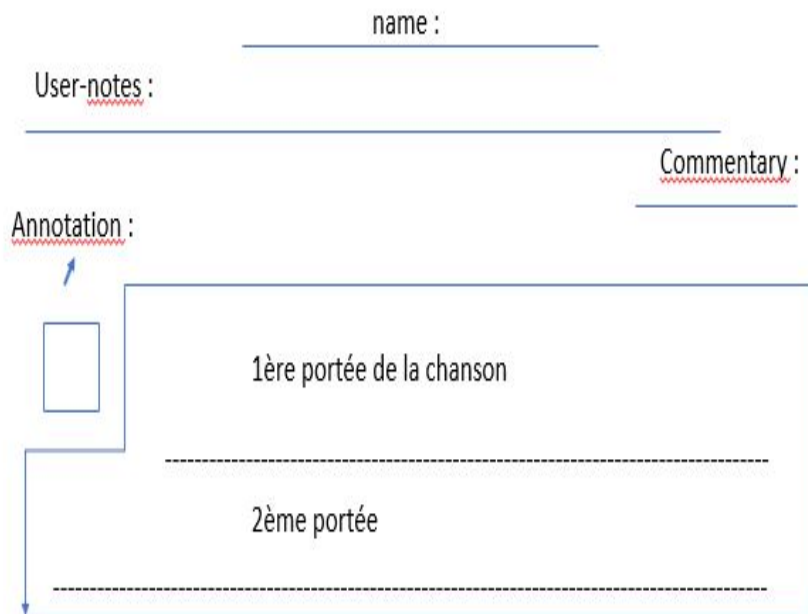 name :
User-notes :
Commentary :
Annotation :
1ère portée de la chanson
2ème portée